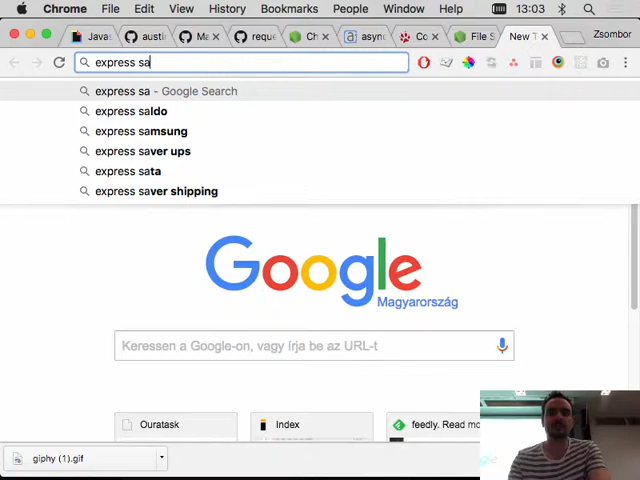 Chrome File Edit View History Bookmarks People Window Help 13:03
Javas austi Ma reque Ch async Co File S New T Zsombor
express sa
express sa - Google Search
express saldo
express samsung
express saver ups
express sata
express saver shipping
Google
Magyarország
Keressen a Google-on, vagy írja be az URL-t
Ouratask Index feedly. Read mo
giphy (1).gif